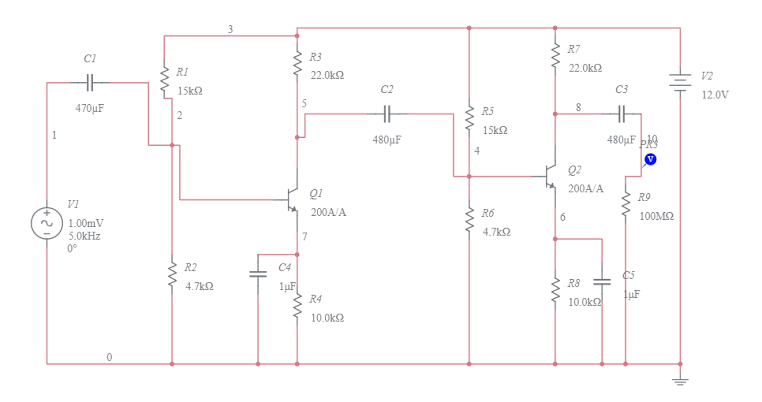 3
C1
470µF
R1
15kΩ
2
R3
22.0kΩ
5
C2
480µF
R5
15kΩ
4
R7
22.0kΩ
8
C3
480µF
10
PR3
V
V2
12.0V
1
V1
1.00mV
5.0kHz
0°
Q1
200A/A
7
Q2
200A/A
6
R9
100MΩ
R2
4.7kΩ
C4
1µF
R4
10.0kΩ
R6
4.7kΩ
R8
10.0kΩ
C5
1µF
0